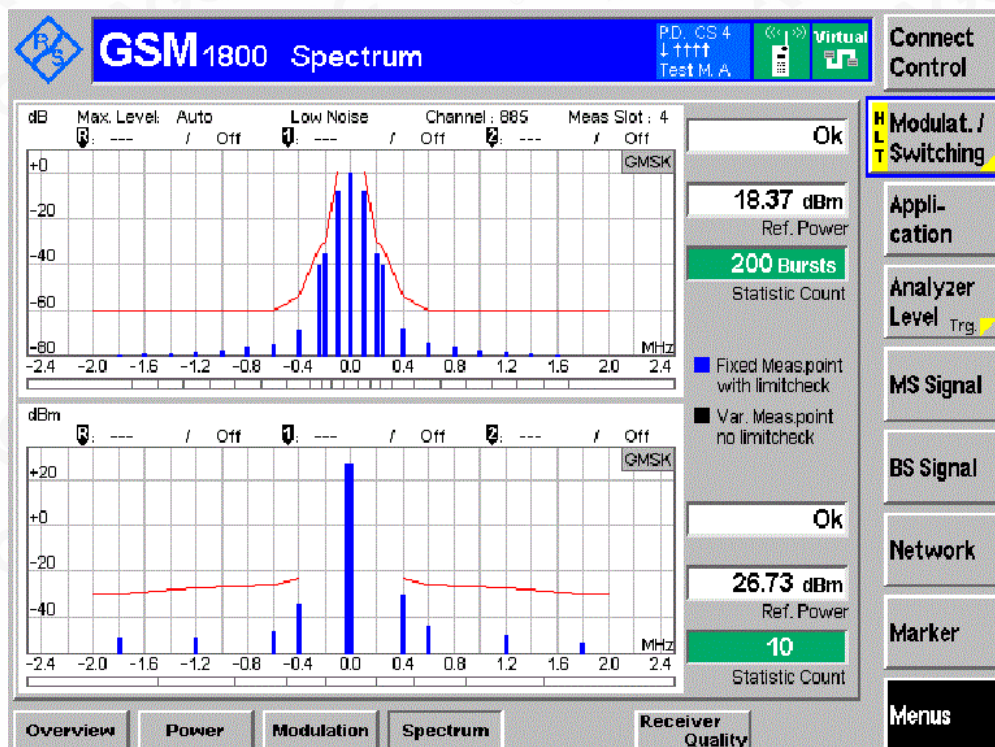 R/S
GSM 1800 Spectrum
P.D. CS 4
↓↑↑↑↑
Test M. A
Virtual
Connect Control
dB Max. Level: Auto Low Noise Channel : 885 Meas Slot : 4
R: --- / Off 1: --- / Off 2: --- / Off
GMSK
+0
-20
-40
-60
-80
MHz
-2.4 -2.0 -1.6 -1.2 -0.8 -0.4 0.0 0.4 0.8 1.2 1.6 2.0 2.4
Ok
18.37 dBm
Ref. Power
200 Bursts
Statistic Count
Fixed Meas.point
with limitcheck
Var. Meas.point
no limitcheck
dBm
R: --- / Off 1: --- / Off 2: --- / Off
GMSK
+20
+0
-20
-40
MHz
-2.4 -2.0 -1.6 -1.2 -0.8 -0.4 0.0 0.4 0.8 1.2 1.6 2.0 2.4
Ok
26.73 dBm
Ref. Power
10
Statistic Count
HLT
Modulat. /
Switching
Appli-
cation
Analyzer
Level Trg.
MS Signal
BS Signal
Network
Marker
Menus
Overview Power Modulation Spectrum Receiver
Quality